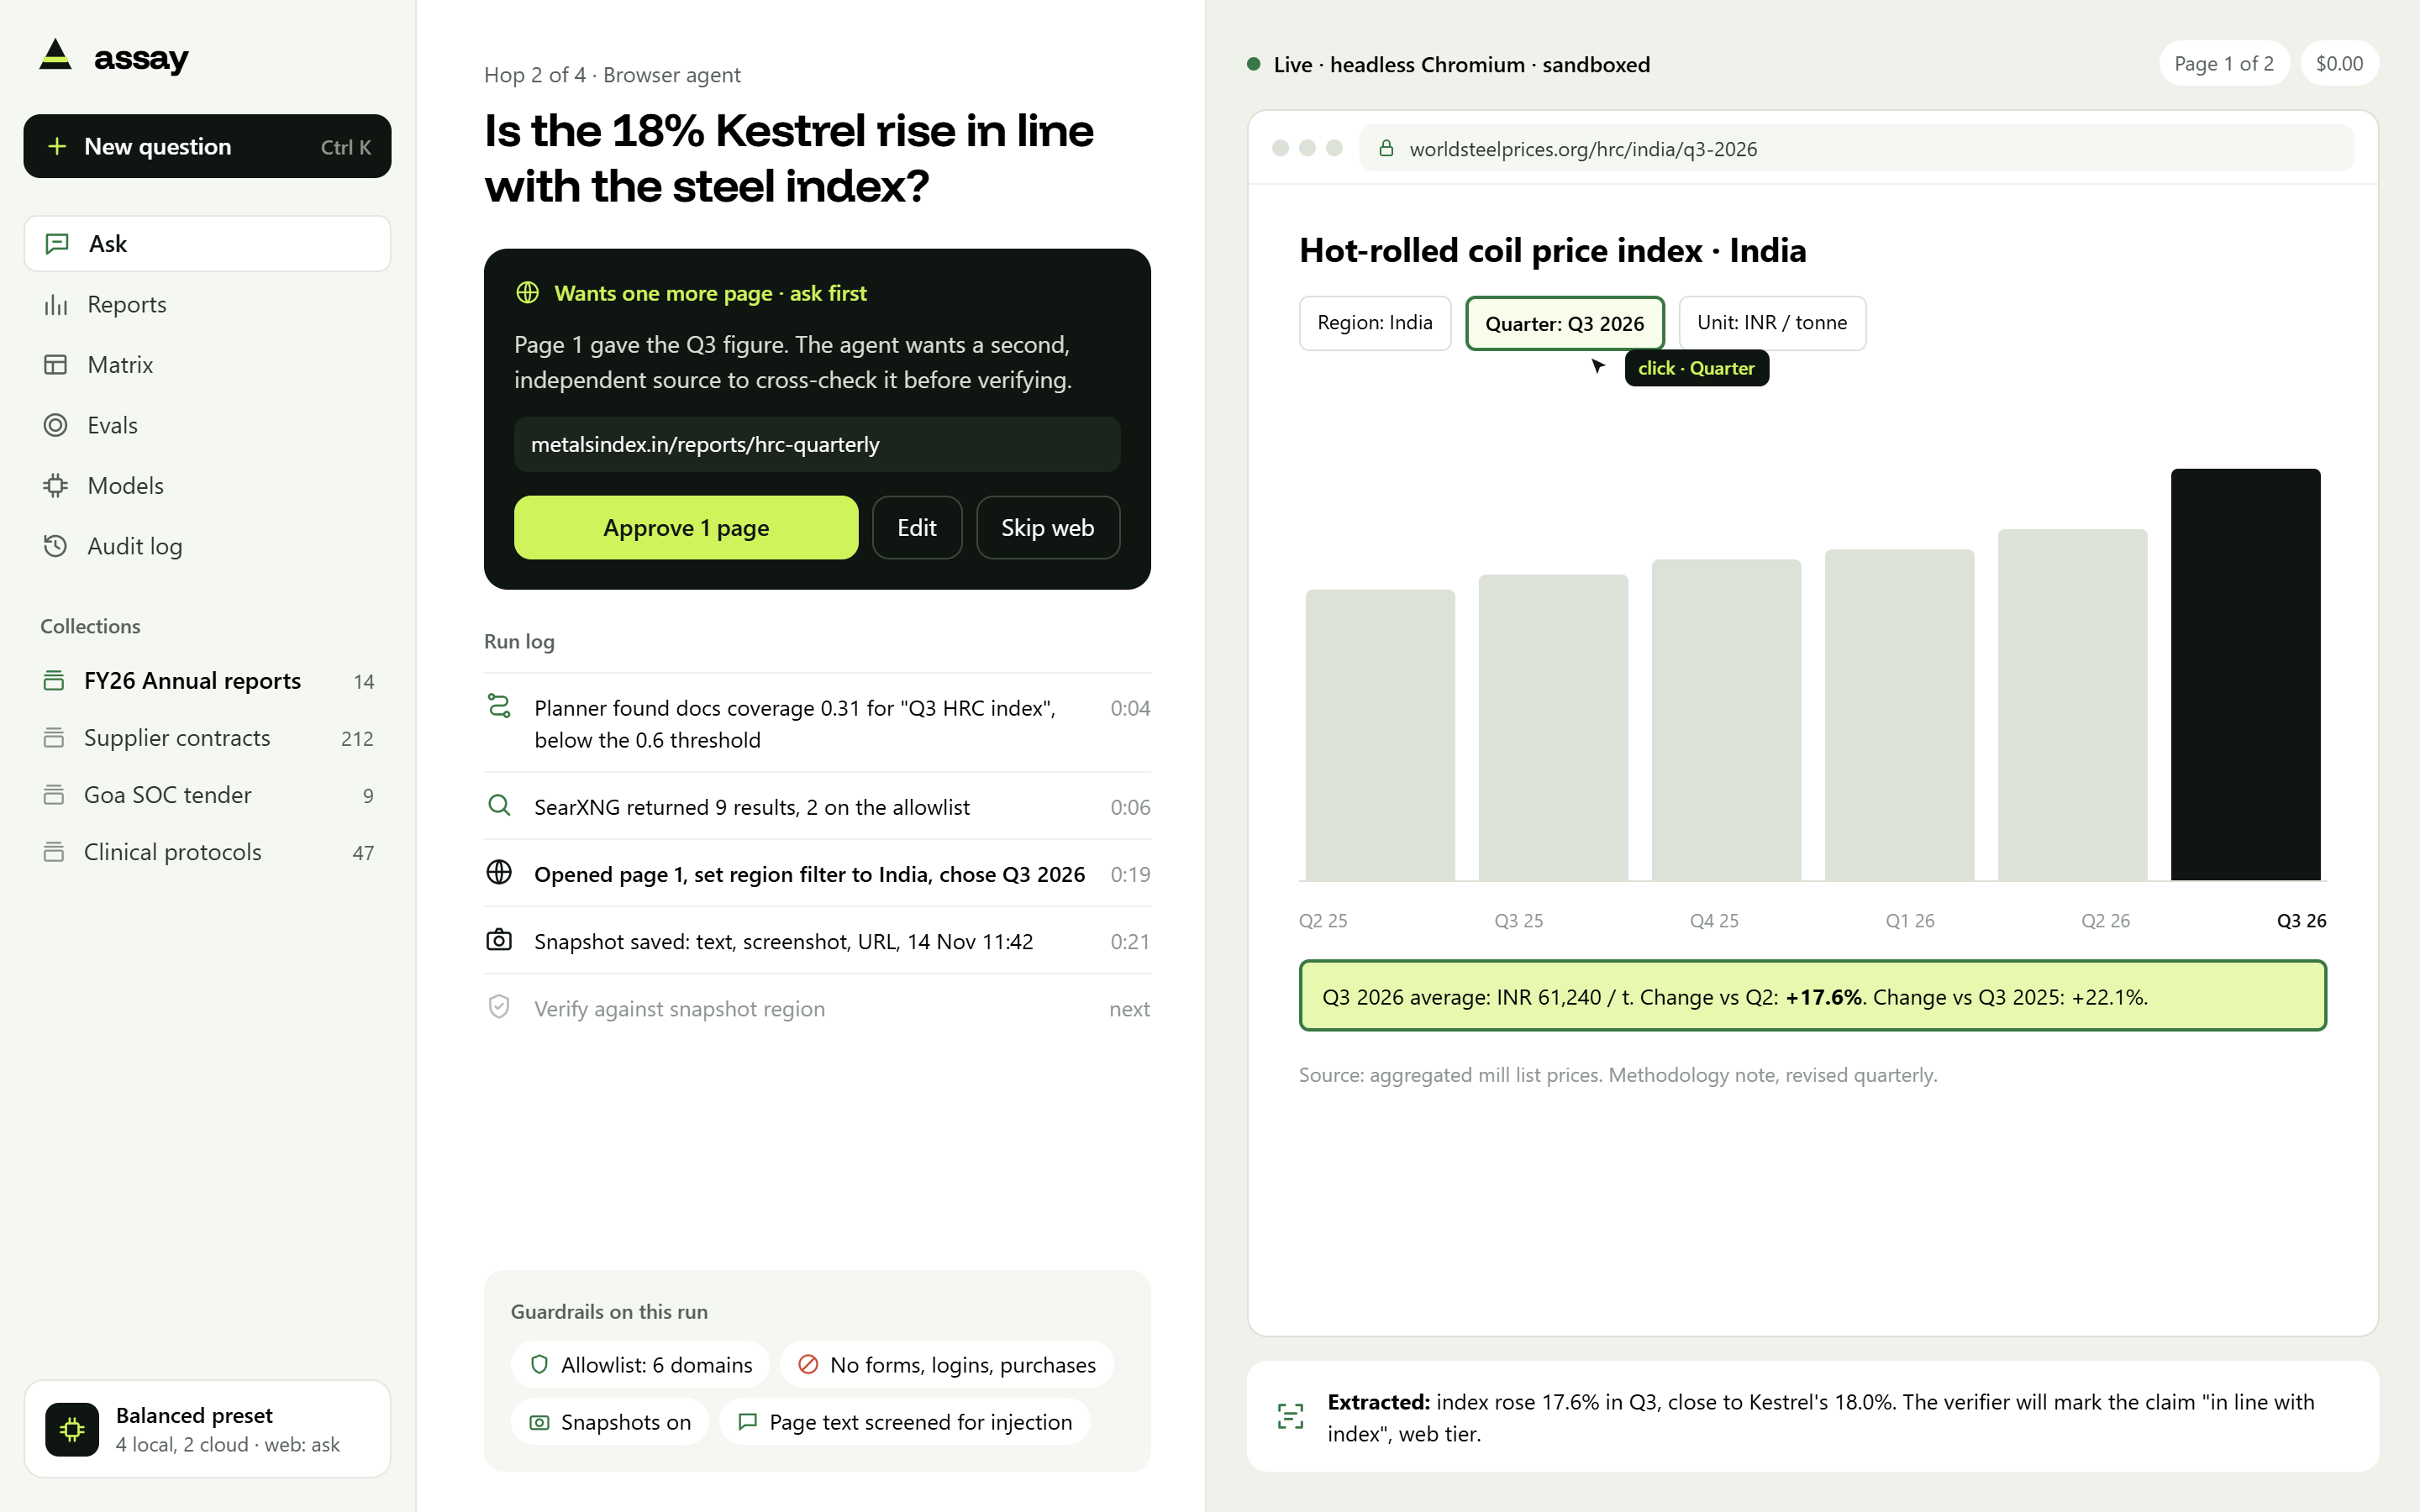 assay
New question
Ctrl K
Ask
Reports
Matrix
Evals
Models
Audit log
Collections
FY26 Annual reports 14
Supplier contracts 212
Goa SOC tender 9
Clinical protocols 47
Balanced preset
4 local, 2 cloud · web: ask
Hop 2 of 4 · Browser agent
Is the 18% Kestrel rise in line
with the steel index?
Wants one more page · ask first
Page 1 gave the Q3 figure. The agent wants a second,
independent source to cross-check it before verifying.
metalsindex.in/reports/hrc-quarterly
Approve 1 page
Edit
Skip web
Run log
Planner found docs coverage 0.31 for "Q3 HRC index", 0:04
below the 0.6 threshold
SearXNG returned 9 results, 2 on the allowlist 0:06
Opened page 1, set region filter to India, chose Q3 2026 0:19
Snapshot saved: text, screenshot, URL, 14 Nov 11:42 0:21
Verify against snapshot region next
Guardrails on this run
Allowlist: 6 domains
No forms, logins, purchases
Snapshots on
Page text screened for injection
Live · headless Chromium · sandboxed
Page 1 of 2
$0.00
worldsteelprices.org/hrc/india/q3-2026
Hot-rolled coil price index · India
Region: India
Quarter: Q3 2026
Unit: INR / tonne
click · Quarter
Q2 25 Q3 25 Q4 25 Q1 26 Q2 26 Q3 26
Q3 2026 average: INR 61,240 / t. Change vs Q2: +17.6%. Change vs Q3 2025: +22.1%.
Source: aggregated mill list prices. Methodology note, revised quarterly.
Extracted: index rose 17.6% in Q3, close to Kestrel's 18.0%. The verifier will mark the claim "in line with
index", web tier.